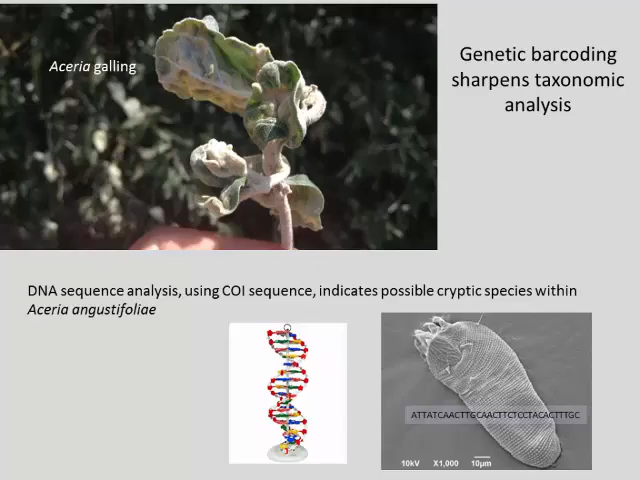 Aceria galling
Genetic barcoding
sharpens taxonomic
analysis
DNA sequence analysis, using COI sequence, indicates possible cryptic species within
Aceria angustifoliae
ATTATCAACTTGCAACTTCTCCTACACTTTGC
10kV X1,000 10µm